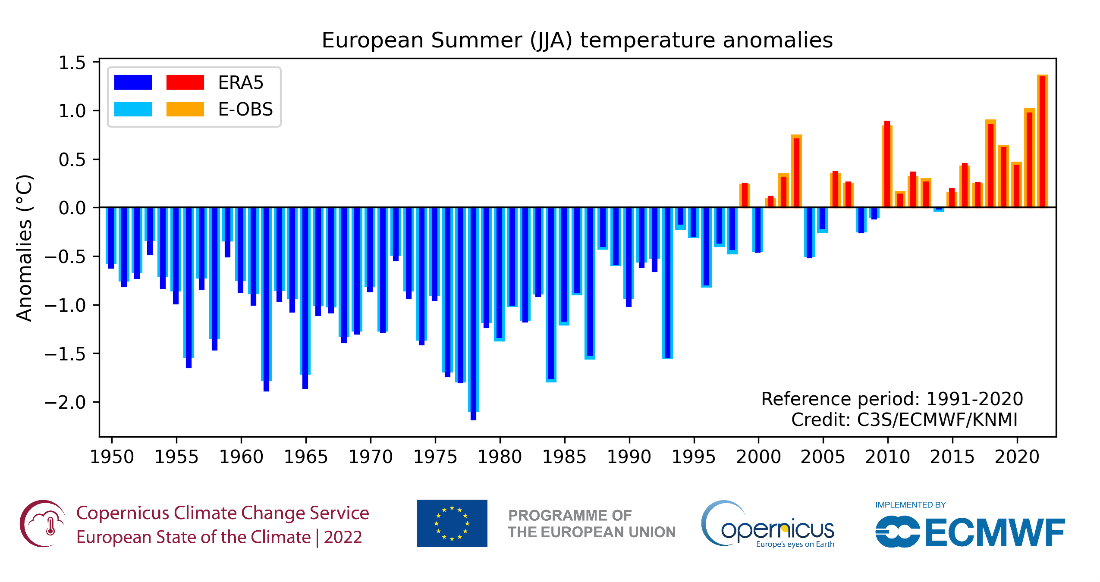 European Summer (JJA) temperature anomalies
ERA5
E-OBS
Anomalies (°C)
1.5
1.0
0.5
0.0
−0.5
−1.0
−1.5
−2.0
Reference period: 1991-2020
Credit: C3S/ECMWF/KNMI
1950 1955 1960 1965 1970 1975 1980 1985 1990 1995 2000 2005 2010 2015 2020
Copernicus Climate Change Service
European State of the Climate | 2022
PROGRAMME OF
THE EUROPEAN UNION
opernicus
Europe's eyes on Earth
IMPLEMENTED BY
ECMWF